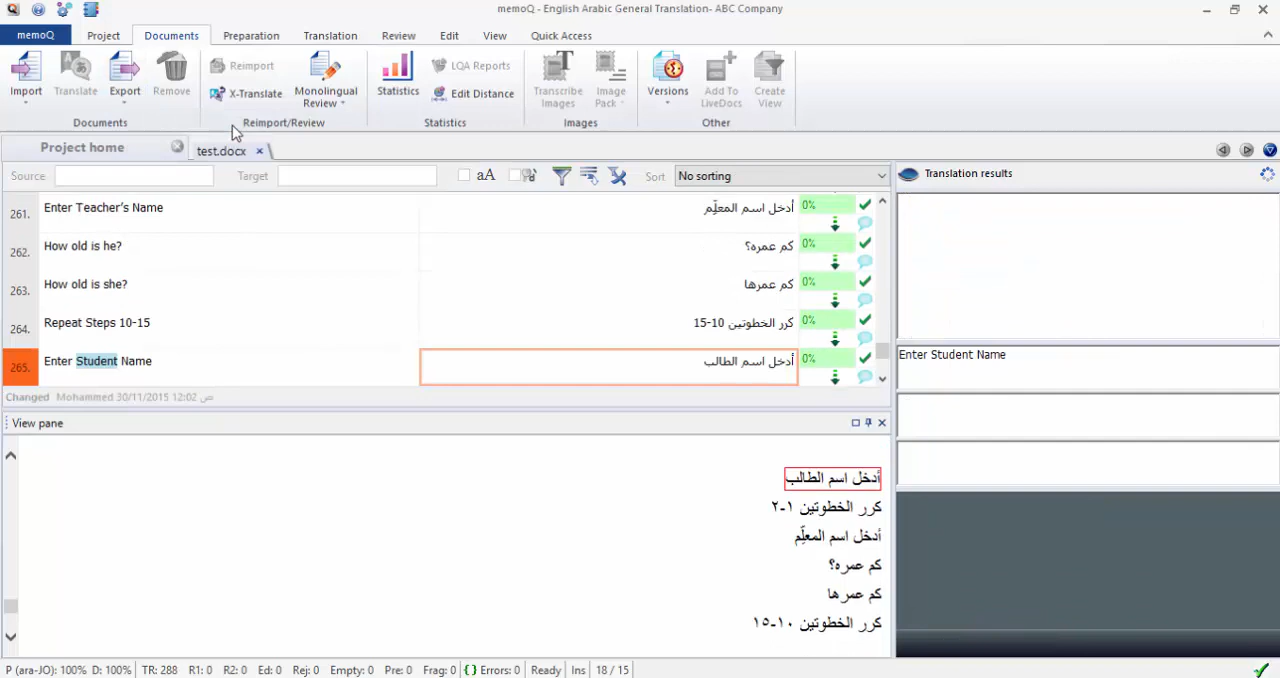 memoQ - English Arabic General Translation- ABC Company
memoQ Project Documents Preparation Translation Review Edit View Quick Access
Import Translate Export Remove
Reimport
X-Translate
Monolingual Review
Statistics
LQA Reports
Edit Distance
Transcribe Images
Image Pack
Versions
Add To LiveDocs
Create View
Documents Reimport/Review Statistics Images Other
Project home test.docx
Source Target aA Sort No sorting
Translation results
261. Enter Teacher's Name أدخل اسم المعلِّم 0%
262. How old is he? كم عمره؟ 0%
263. How old is she? كم عمرها 0%
264. Repeat Steps 10-15 كرر الخطوتين 10-15 0%
265. Enter Student Name أدخل اسم الطالب 0%
Enter Student Name
Changed Mohammed 30/11/2015 12:02 ص
View pane
أدخل اسم الطالب
كرر الخطوتين ١-٢
أدخل اسم المعلِّم
كم عمره؟
كم عمرها
كرر الخطوتين ١٠-١٥
P (ara-JO): 100% D: 100% TR: 288 R1: 0 R2: 0 Ed: 0 Rej: 0 Empty: 0 Pre: 0 Frag: 0 {} Errors: 0 Ready Ins 18 / 15